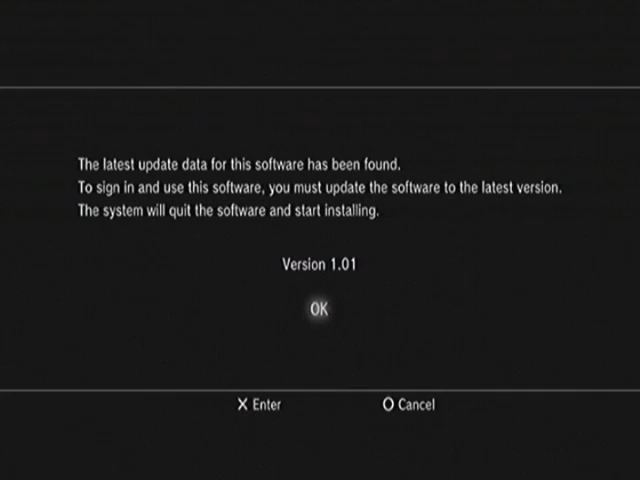 The latest update data for this software has been found.
To sign in and use this software, you must update the software to the latest version.
The system will quit the software and start installing.
Version 1.01
OK
X Enter
O Cancel